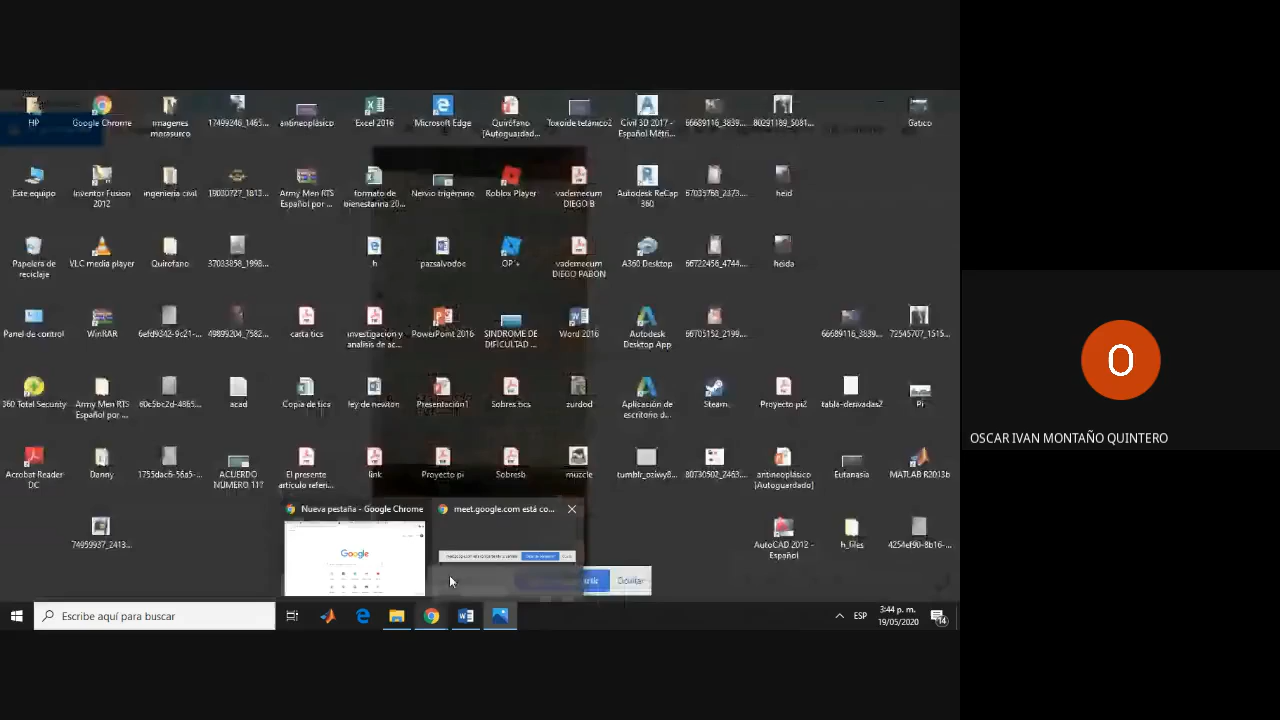 HP
Google Chrome
imagenes
morasurco
17499246_1465...
antineoplásico
Excel 2016
Microsoft Edge
Quirófano
[Autoguardad...
Toxoide tetánico2
Civil 3D 2017 -
Español Métri...
66689116_3839...
80291189_5081...
Gatico
Este equipo
Inventor Fusion
2012
ingenieria civil
19030727_1813...
Army Men RTS
Español por ...
formato de
bienestarina 20...
Nervio trigémino
Roblox Player
vademecum
DIEGO B
Autodesk ReCap
360
67035768_2373...
heid
Papelera de
reciclaje
VLC media player
Quirofano
37033858_1998...
h
pazsalvodoc
OP +
vademecum
DIEGO PABON
A360 Desktop
66722456_4744...
heida
Panel de control
WinRAR
6efd9342-9c21-...
49899204_7582...
carta tics
investigación y
analisis de ac...
PowerPoint 2016
SINDROME DE
DIFICULTAD ...
Word 2016
Autodesk
Desktop App
66705152_2199...
66689116_3839...
72545707_1515...
360 Total Security
Army Men RTS
Español por ...
60c5bc2d-4865...
acad
Copia de tics
ley de newton
Presentación1
Sobres tics
zurdod
Aplicación de
escritorio d...
Steam
Proyecto pi2
tabla-derivadas2
Pi
Acrobat Reader
DC
Danny
1755dac6-56a5-...
ACUERDO
NÚMERO 117
El presente
artículo referi...
link
Proyecto pi
Sobresb
muzcle
tumblr_oziwy8...
80730502_2463...
antineoplásico
[Autoguardado]
Eutanasia
MATLAB R2013b
74959937_2413...
AutoCAD 2012 -
Español
h_files
4254ef90-8b16-...
Nueva pestaña - Google Chrome
meet.google.com está co...
Google
Ocultar
Escribe aquí para buscar
ESP
3:44 p. m.
19/05/2020
14
O
OSCAR IVAN MONTAÑO QUINTERO